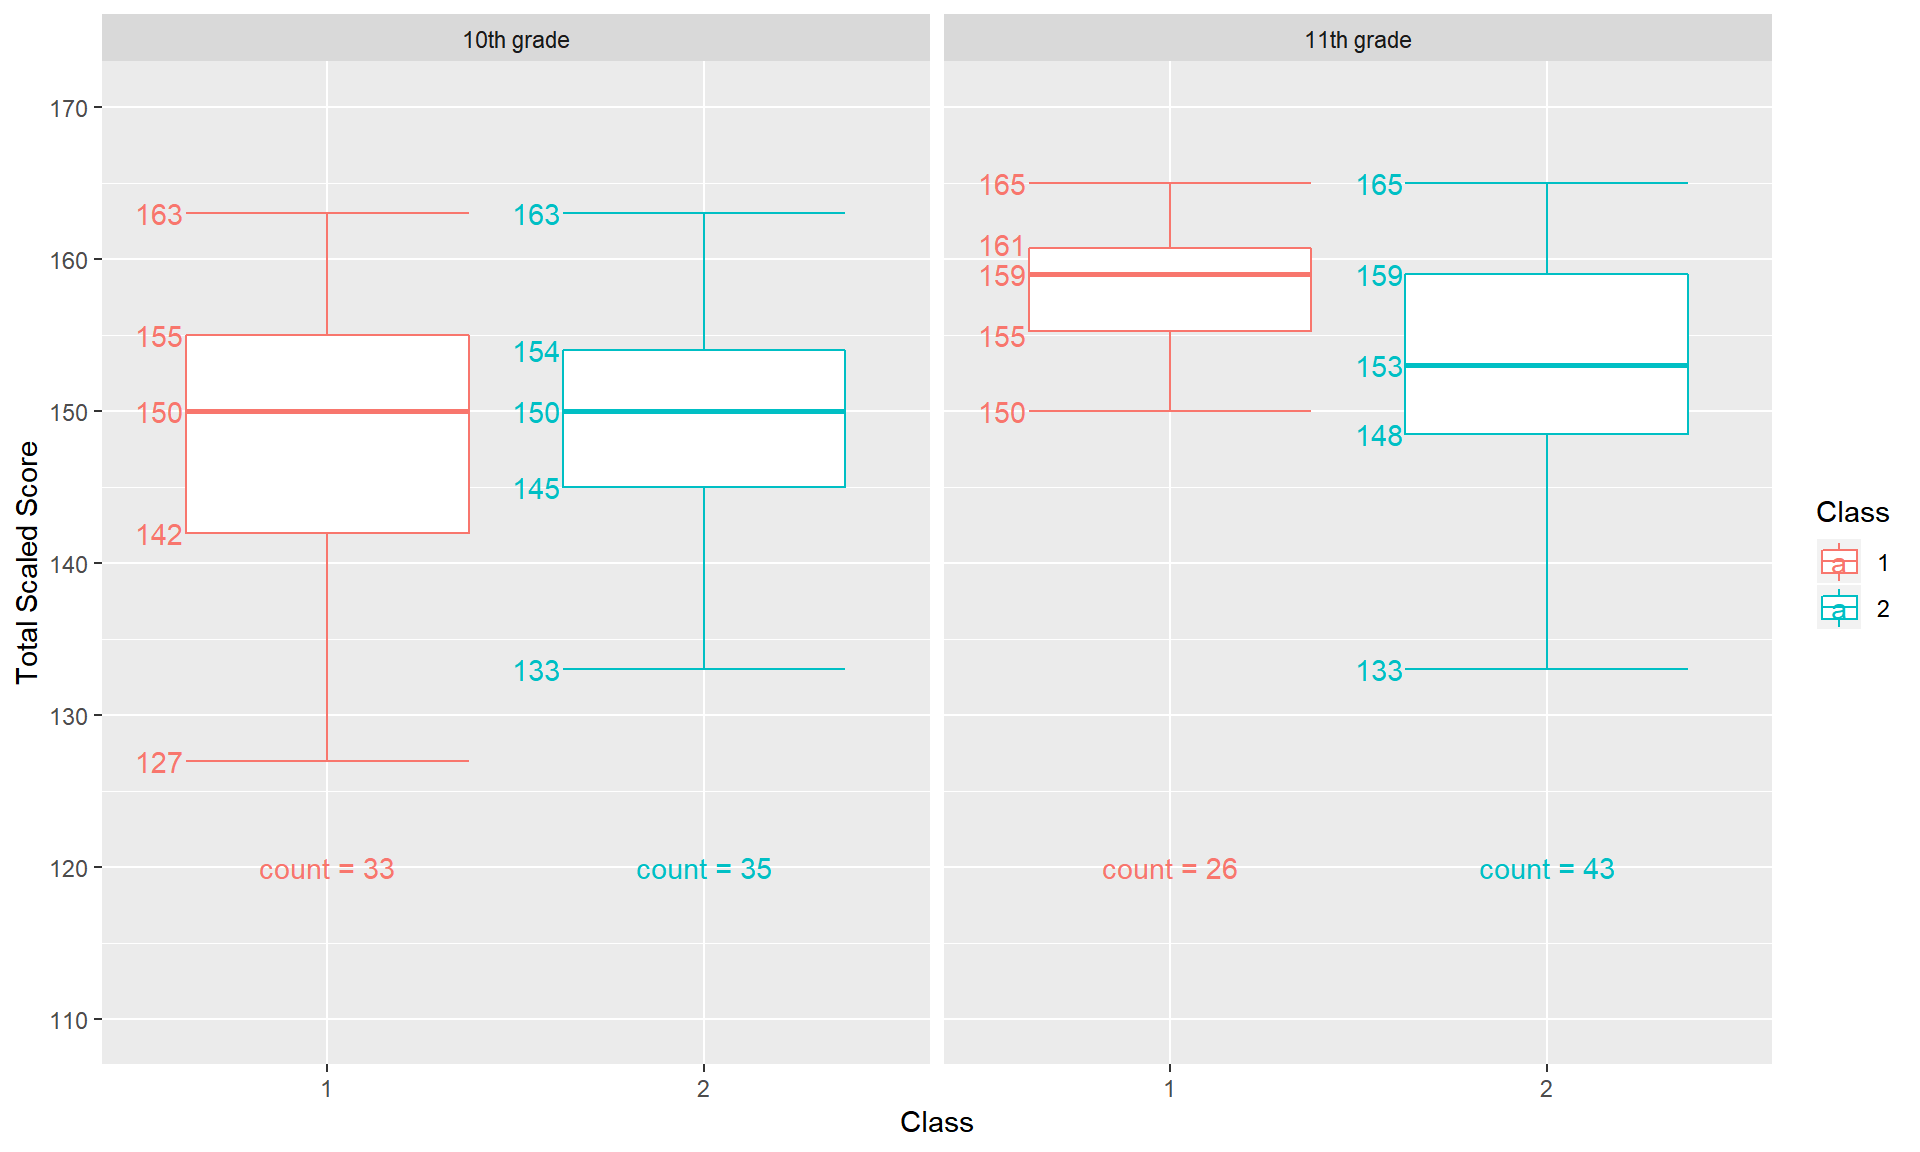 10th grade
11th grade
170
160
150
140
130
120
110
Total Scaled Score
163
155
150
142
127
count = 33
163
154
150
145
133
count = 35
165
161
159
155
150
count = 26
165
159
153
148
133
count = 43
1
2
1
2
Class
Class
a 1
a 2